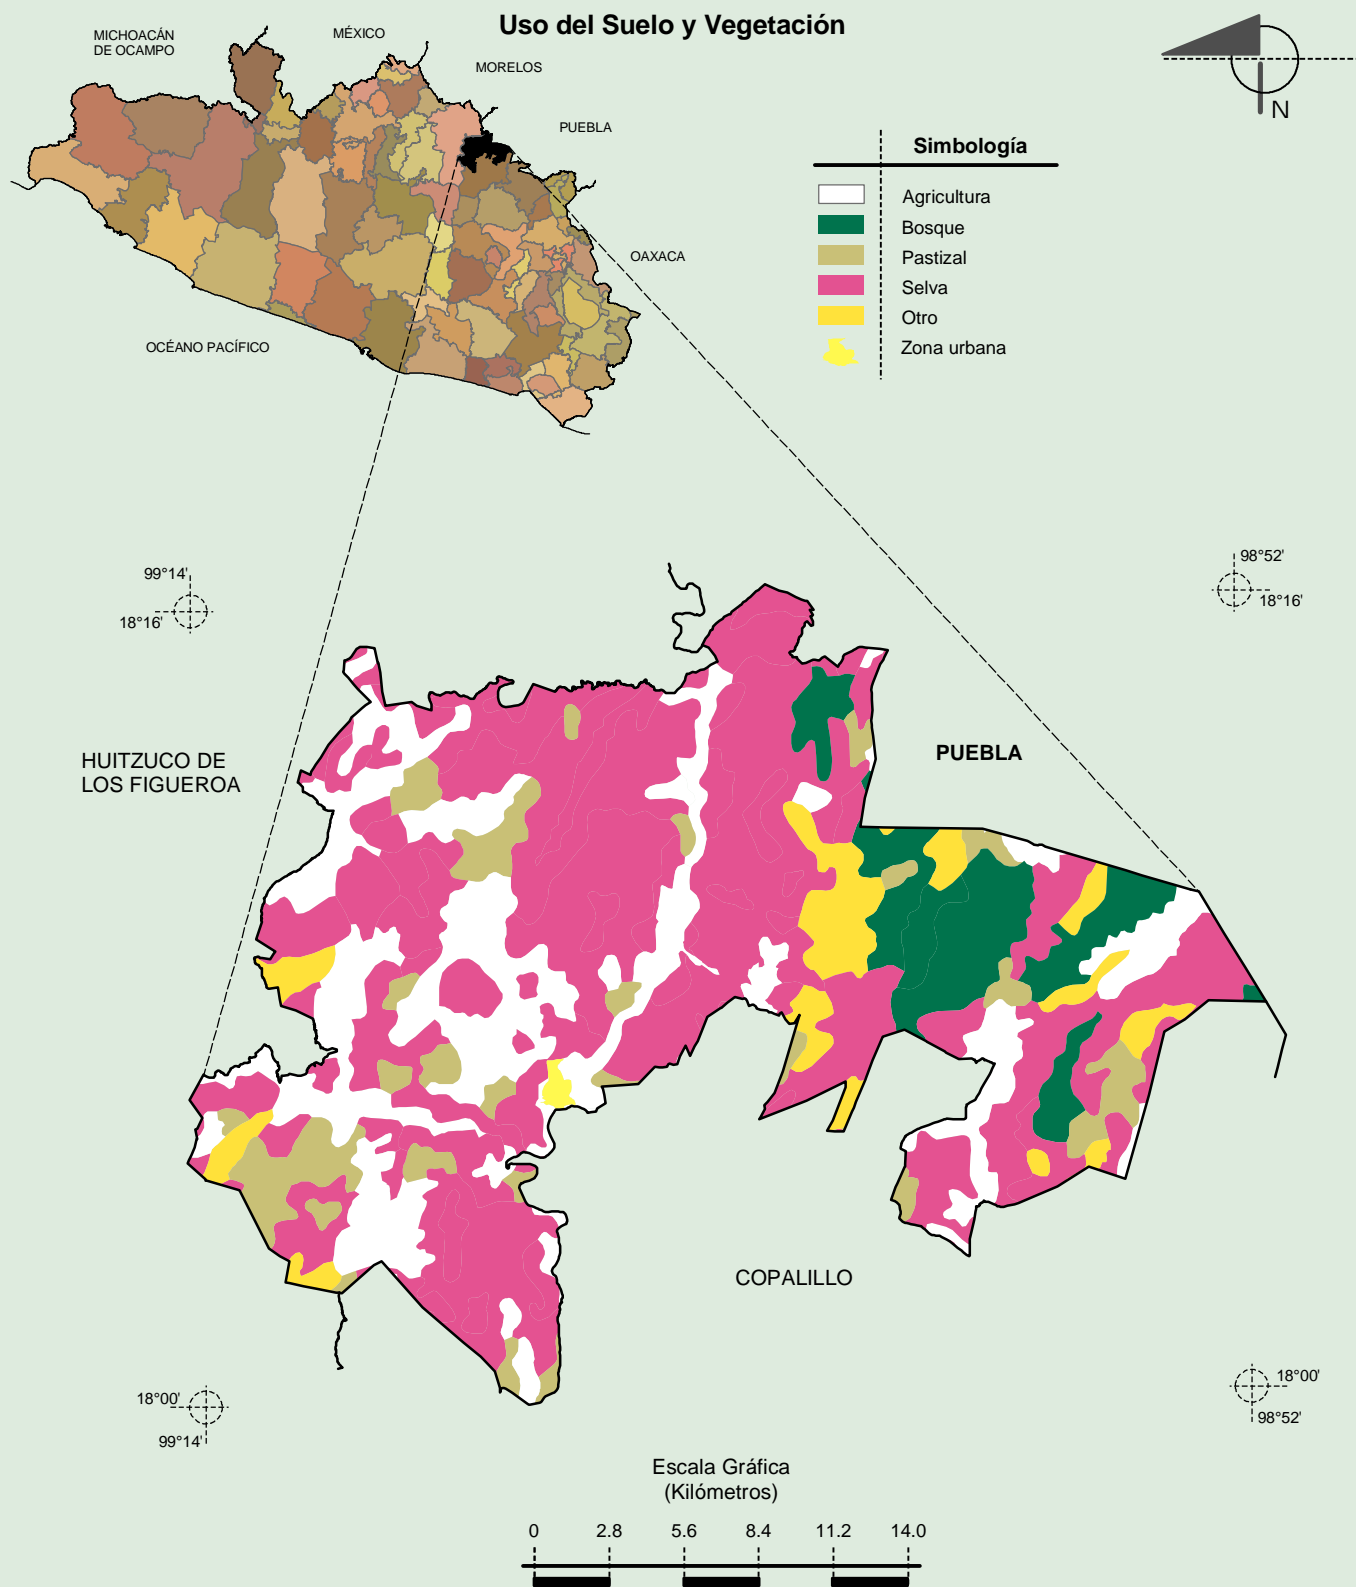 Uso del Suelo y Vegetación
MICHOACÁN
DE OCAMPO
MÉXICO
MORELOS
PUEBLA
OAXACA
OCÉANO PACÍFICO
N
Simbología
Agricultura
Bosque
Pastizal
Selva
Otro
Zona urbana
99°14'
18°16'
98°52'
18°16'
HUITZUCO DE
LOS FIGUEROA
PUEBLA
COPALILLO
18°00'
99°14'
18°00'
98°52'
Escala Gráfica
(Kilómetros)
0 2.8 5.6 8.4 11.2 14.0